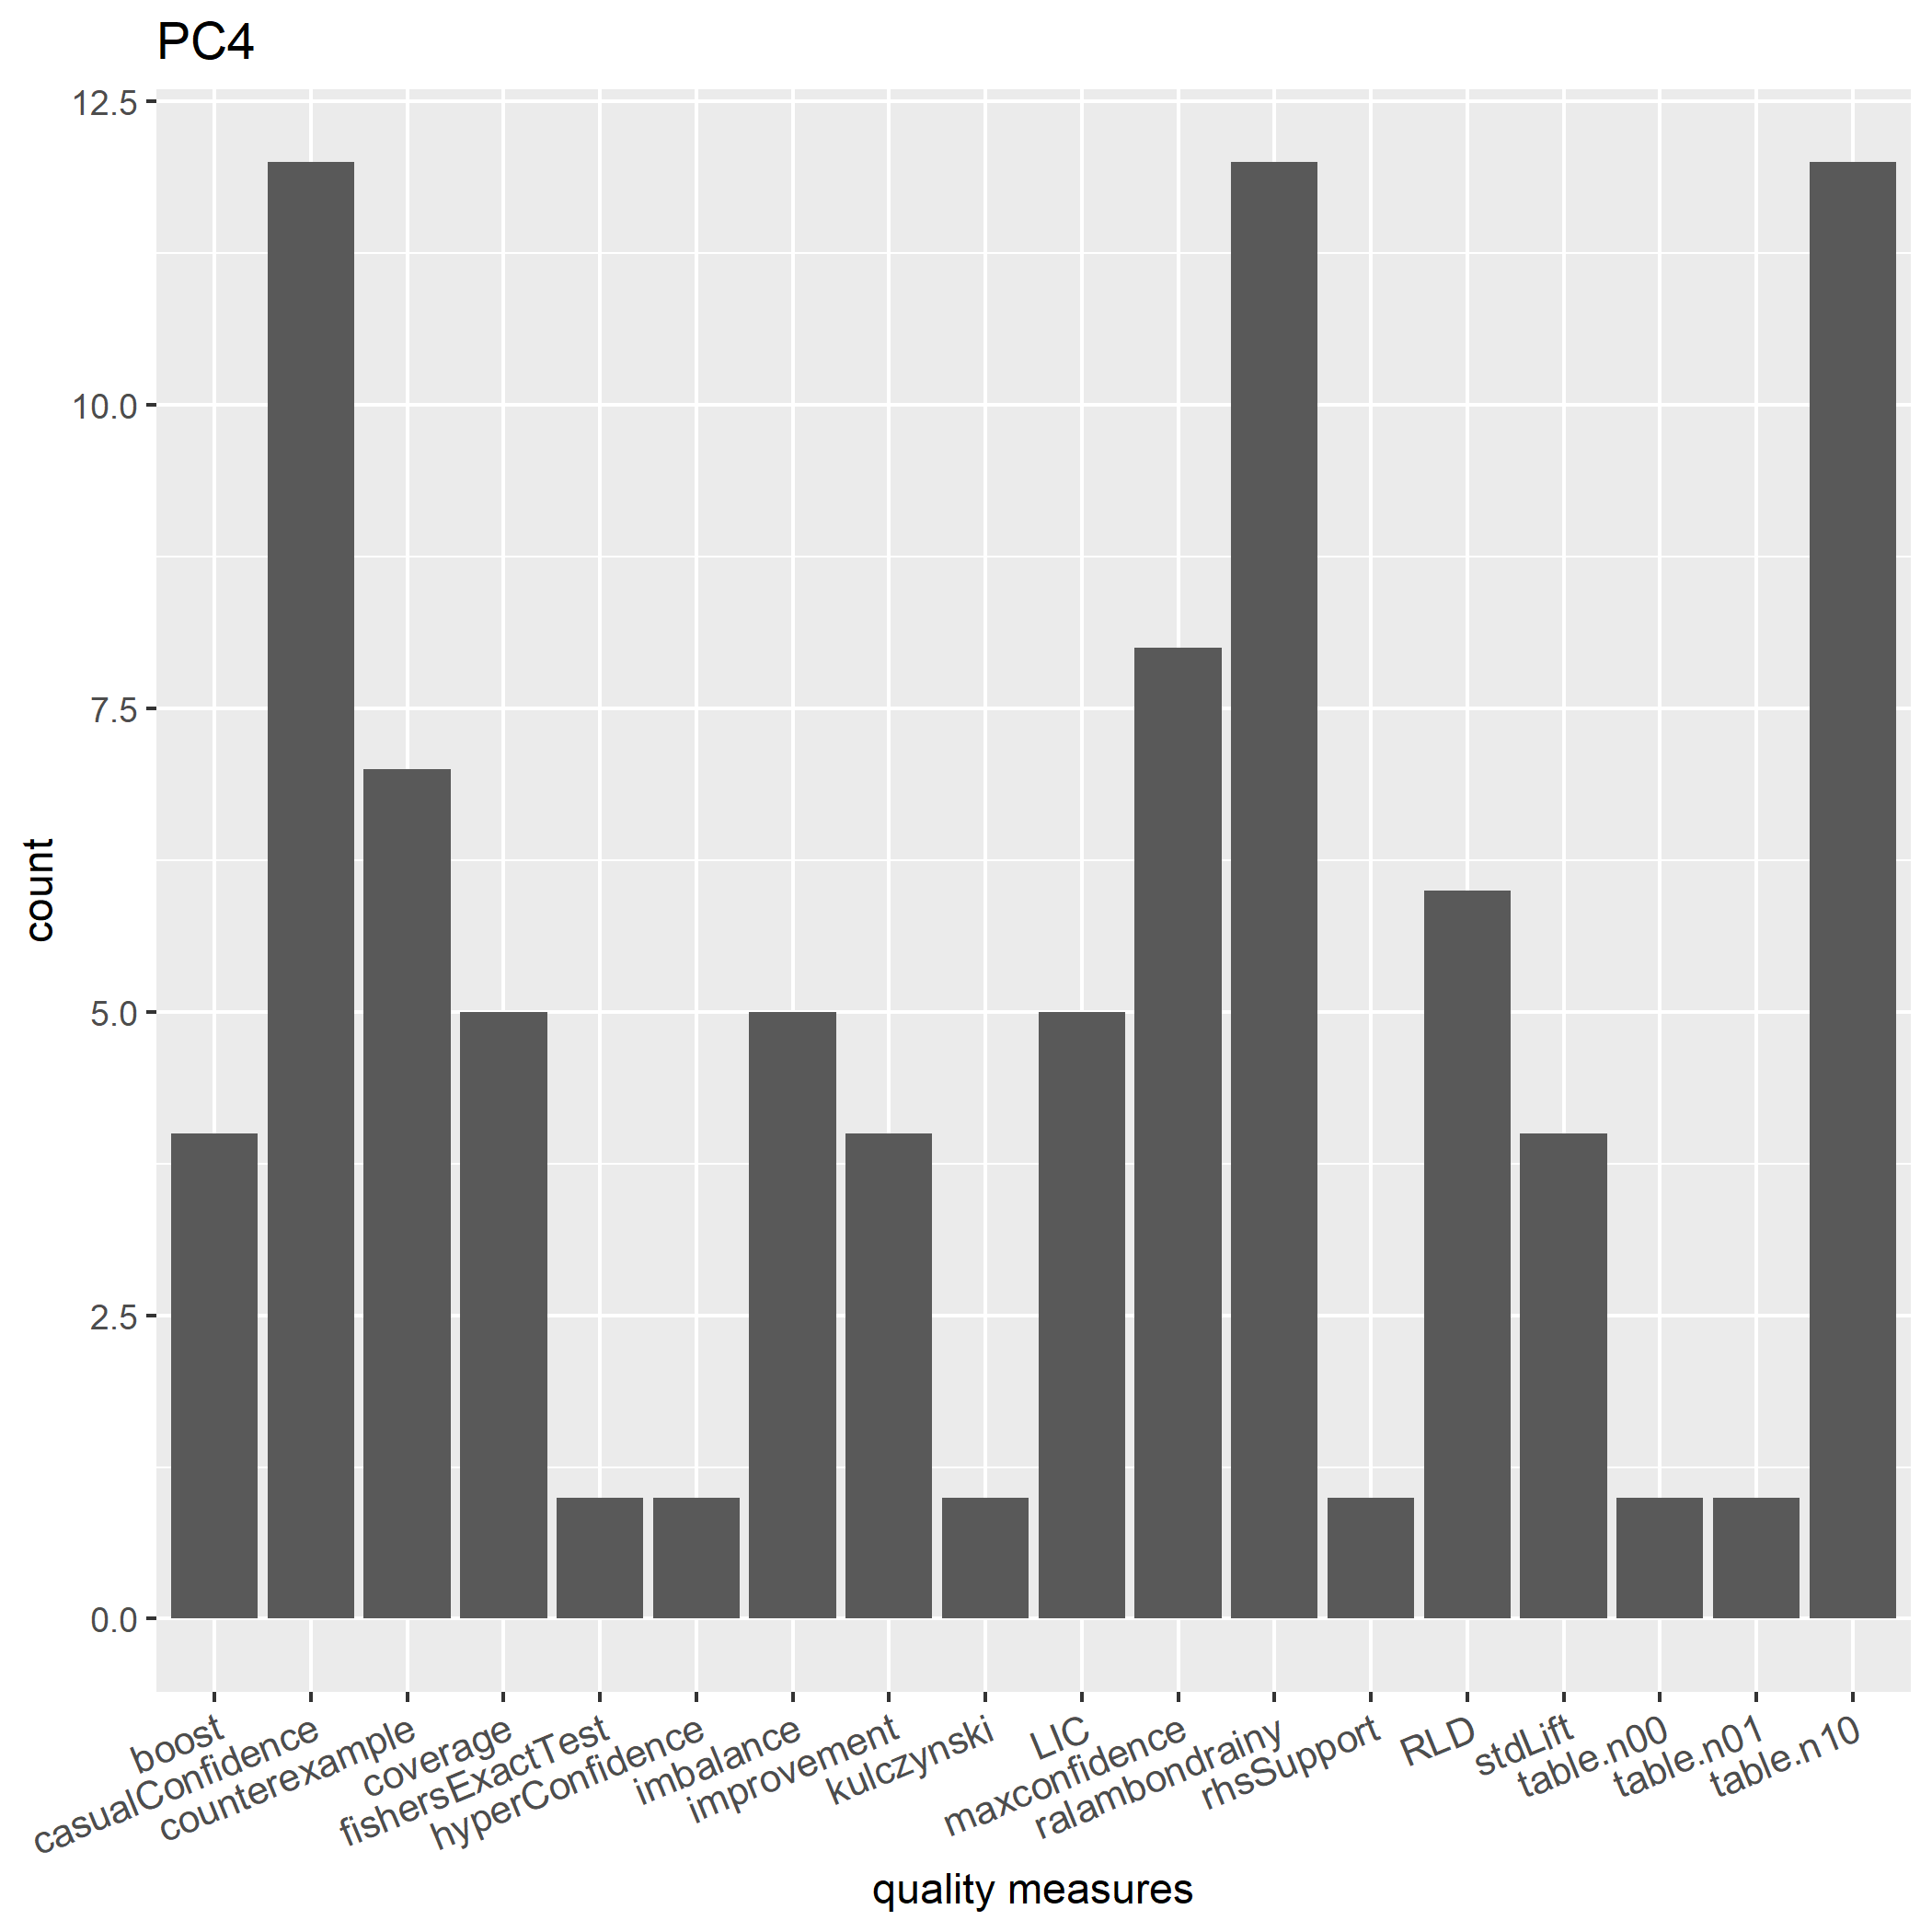 PC4
12.5
10.0
7.5
5.0
2.5
0.0
count
boost
casualConfidence
counterexample
coverage
fishersExactTest
hyperConfidence
imbalance
improvement
kulczynski
LIC
maxconfidence
ralambondrainy
rhsSupport
RLD
stdLift
table.n00
table.n01
table.n10
quality measures